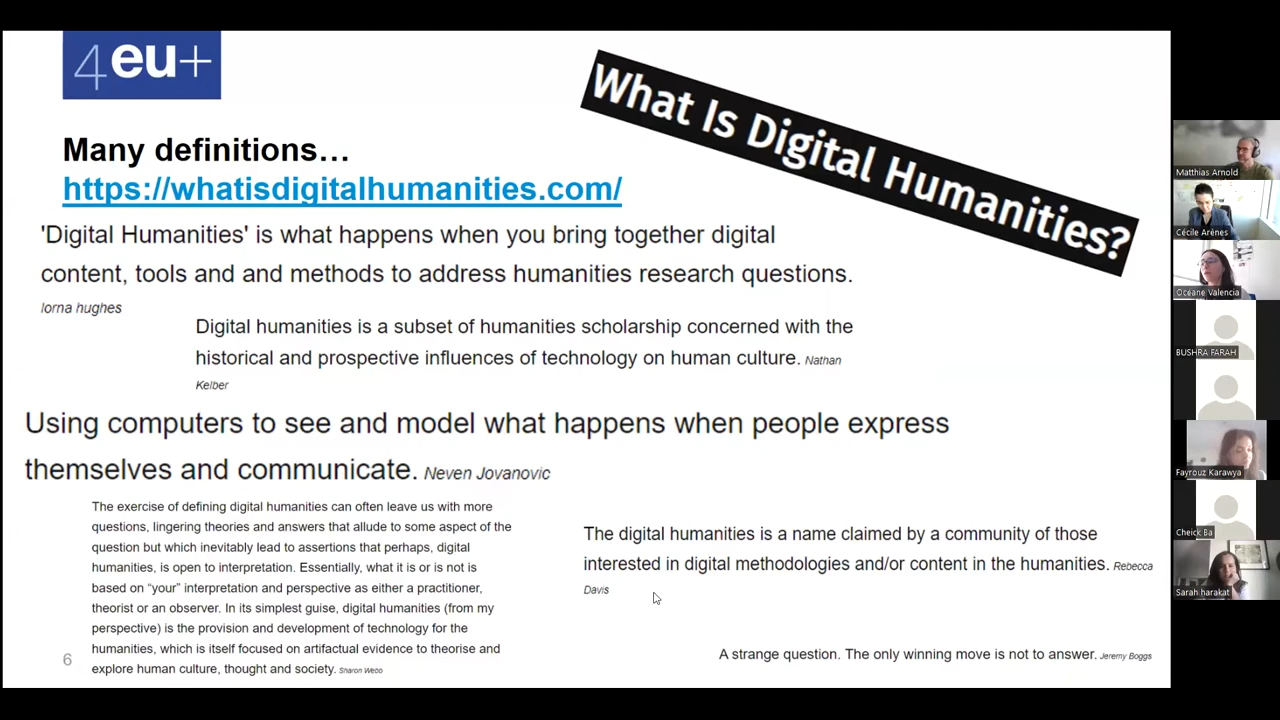 4eu+
What Is Digital Humanities?
Many definitions…
https://whatisdigitalhumanities.com/
'Digital Humanities' is what happens when you bring together digital
content, tools and and methods to address humanities research questions.
lorna hughes
Digital humanities is a subset of humanities scholarship concerned with the
historical and prospective influences of technology on human culture. Nathan
Kelber
Using computers to see and model what happens when people express
themselves and communicate. Neven Jovanovic
The exercise of defining digital humanities can often leave us with more
questions, lingering theories and answers that allude to some aspect of the
question but which inevitably lead to assertions that perhaps, digital
humanities, is open to interpretation. Essentially, what it is or is not is
based on “your” interpretation and perspective as either a practitioner,
theorist or an observer. In its simplest guise, digital humanities (from my
perspective) is the provision and development of technology for the
humanities, which is itself focused on artifactual evidence to theorise and
explore human culture, thought and society. Sharon Webb
The digital humanities is a name claimed by a community of those
interested in digital methodologies and/or content in the humanities. Rebecca
Davis
A strange question. The only winning move is not to answer. Jeremy Boggs
6
Matthias Arnold
Cécile Arènes
Océane Valencia
BUSHRA FARAH
Fayrouz Karawya
Cheick Ba
Sarah harakat